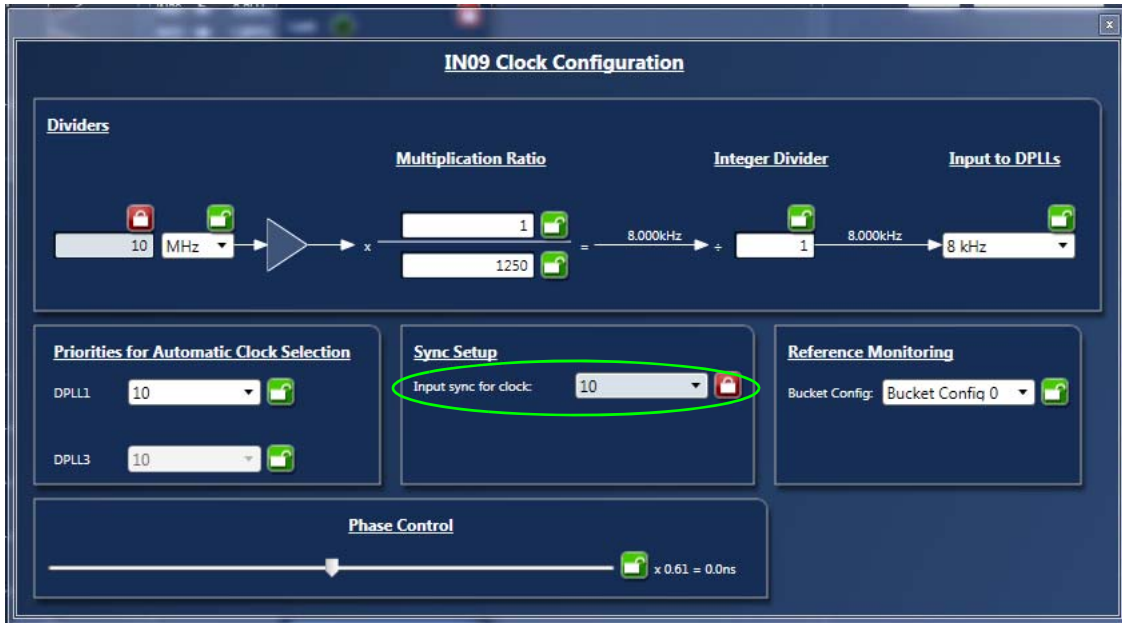 x
IN09 Clock Configuration
Dividers
Multiplication Ratio
Integer Divider
Input to DPLLs
10 MHz x 1 = 8.000kHz ÷ 1 8.000kHz 8 kHz
1250
Priorities for Automatic Clock Selection
DPLL1 10
DPLL3 10
Sync Setup
Input sync for clock: 10
Reference Monitoring
Bucket Config: Bucket Config 0
Phase Control
x 0.61 = 0.0ns